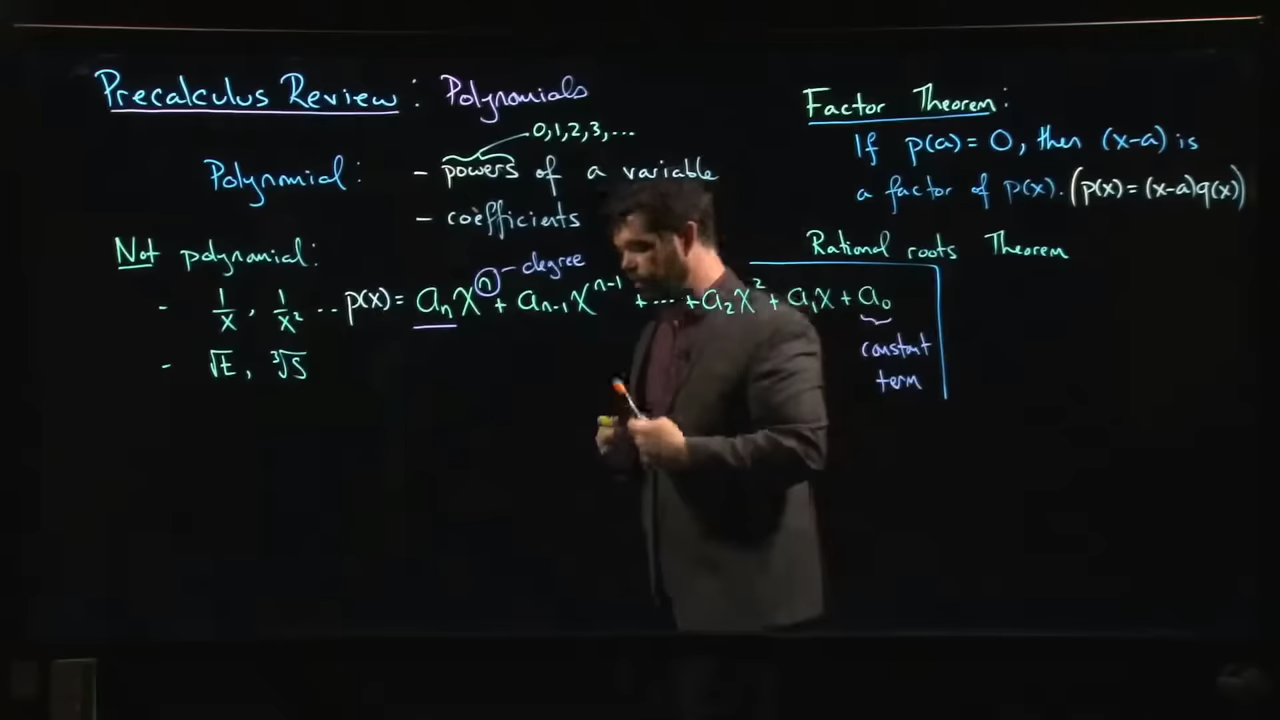 Precalculus Review: Polynomials
0,1,2,3,...
Polynomial: - powers of a variable
- coefficients
Not polynomial:
- 1/x, 1/x² ...
- √t, ³√s
n - degree
p(x) = aₙxⁿ + aₙ₋₁xⁿ⁻¹ + ... + a₂x² + a₁x + a₀
constant
term
Factor Theorem:
If p(a) = 0, then (x-a) is
a factor of p(x). (p(x) = (x-a)q(x))
Rational roots Theorem